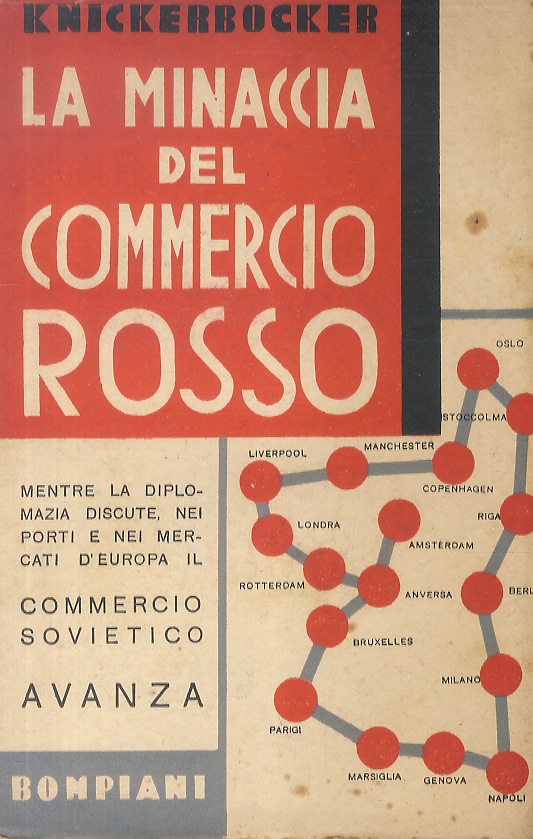 KNICKERBOCKER
LA MINACCIA
DEL
COMMERCIO
ROSSO
MENTRE LA DIPLO-
MAZIA DISCUTE, NEI
PORTI E NEI MER-
CATI D'EUROPA IL
COMMERCIO
SOVIETICO
AVANZA
BOMPIANI
OSLO
STOCCOLMA
MANCHESTER
LIVERPOOL
COPENHAGEN
RIGA
LONDRA
AMSTERDAM
ROTTERDAM
ANVERSA
BERL
BRUXELLES
MILANO
PARIGI
MARSIGLIA
GENOVA
NAPOLI